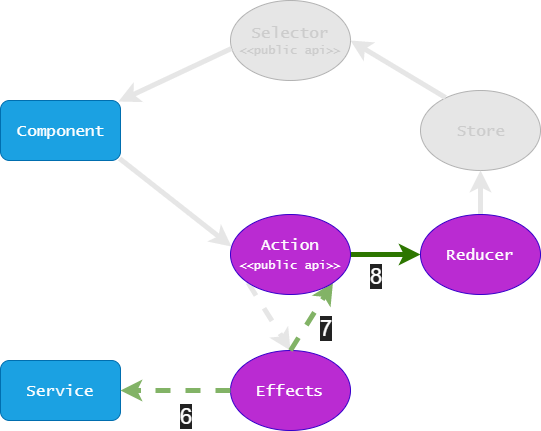 Selector
<<public api>>
Component
Store
Action
<<public api>>
8
Reducer
7
Service
6
Effects